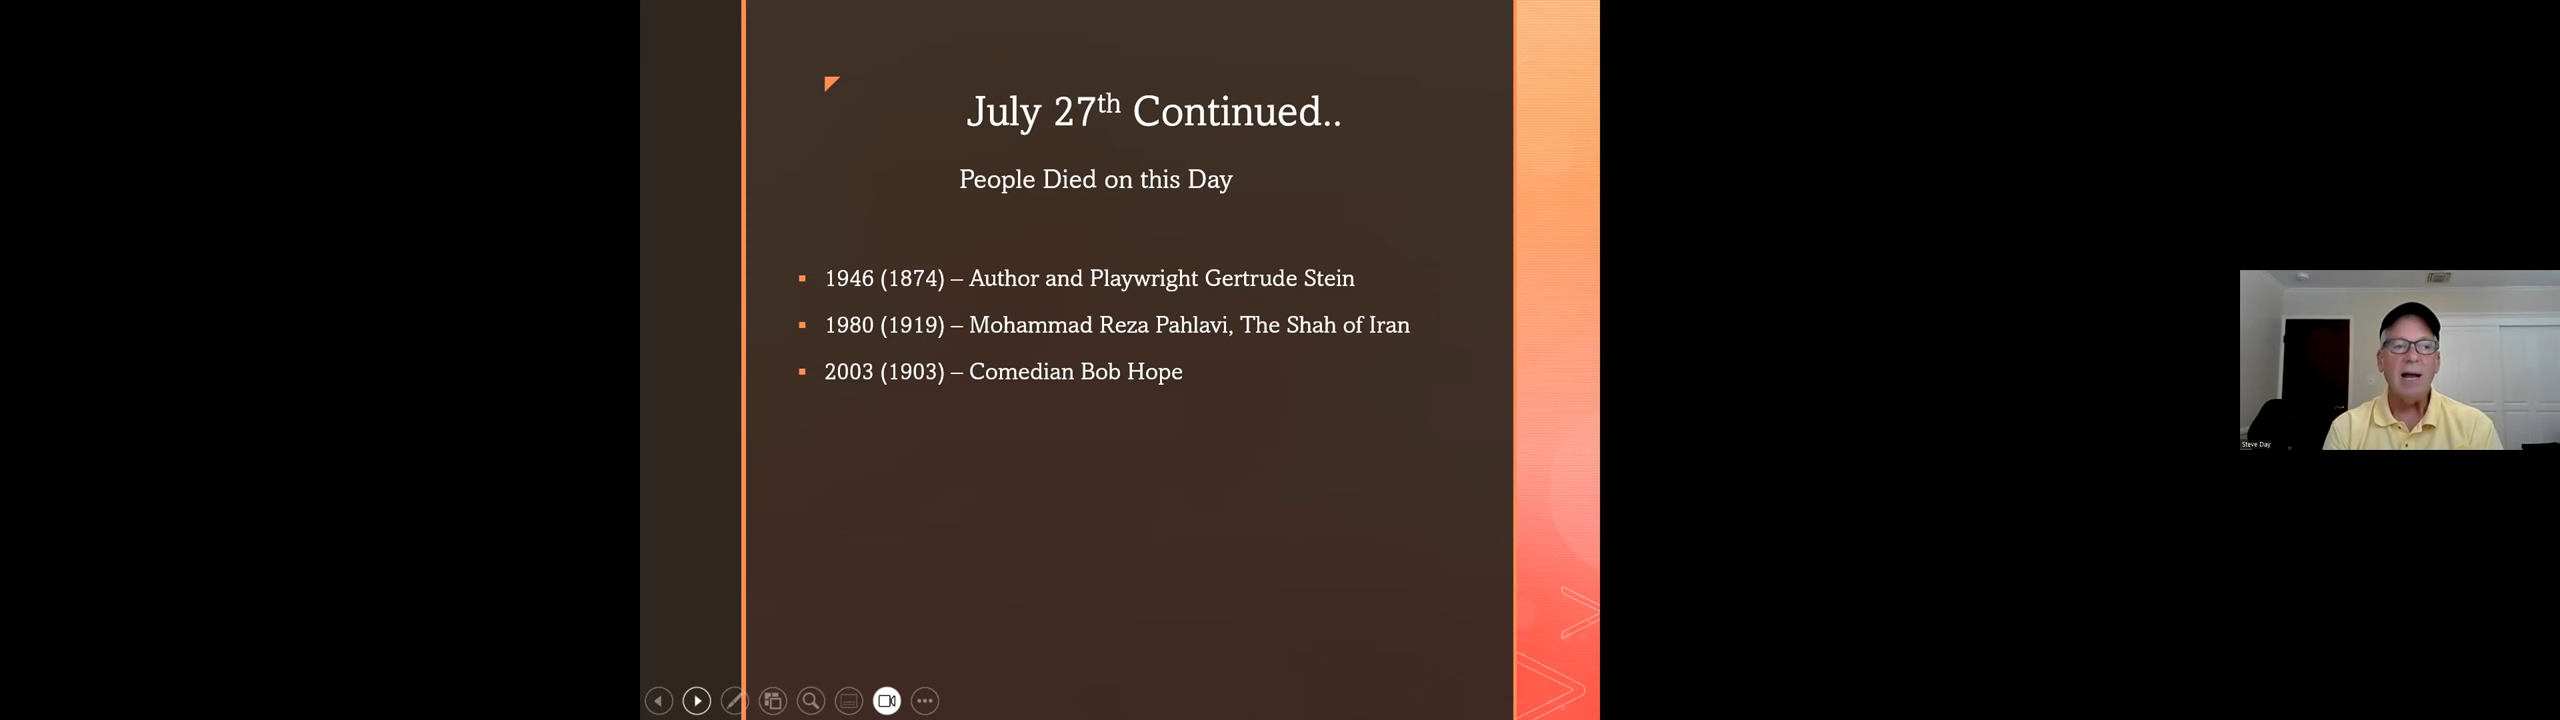 July 27th Continued..
People Died on this Day
▪ 1946 (1874) – Author and Playwright Gertrude Stein
▪ 1980 (1919) – Mohammad Reza Pahlavi, The Shah of Iran
▪ 2003 (1903) – Comedian Bob Hope
Steve Day